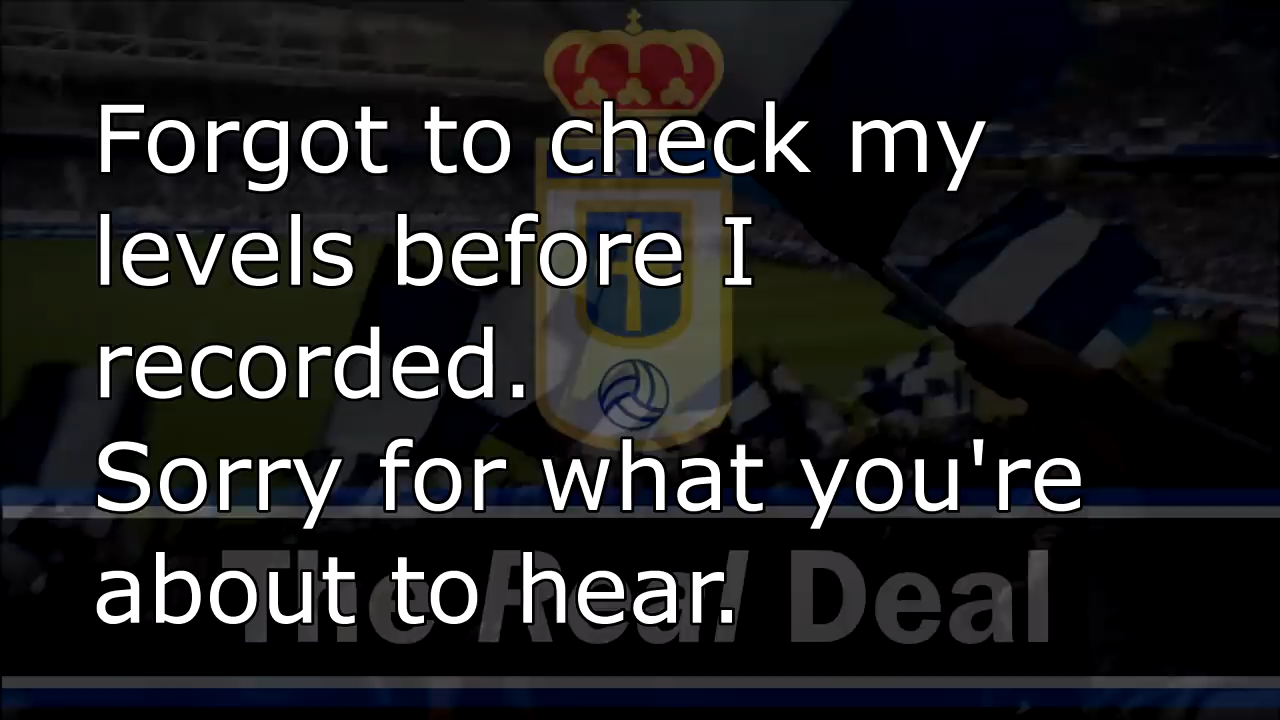 Forgot to check my
levels before I
recorded.
Sorry for what you're
about to hear.
The Real Deal